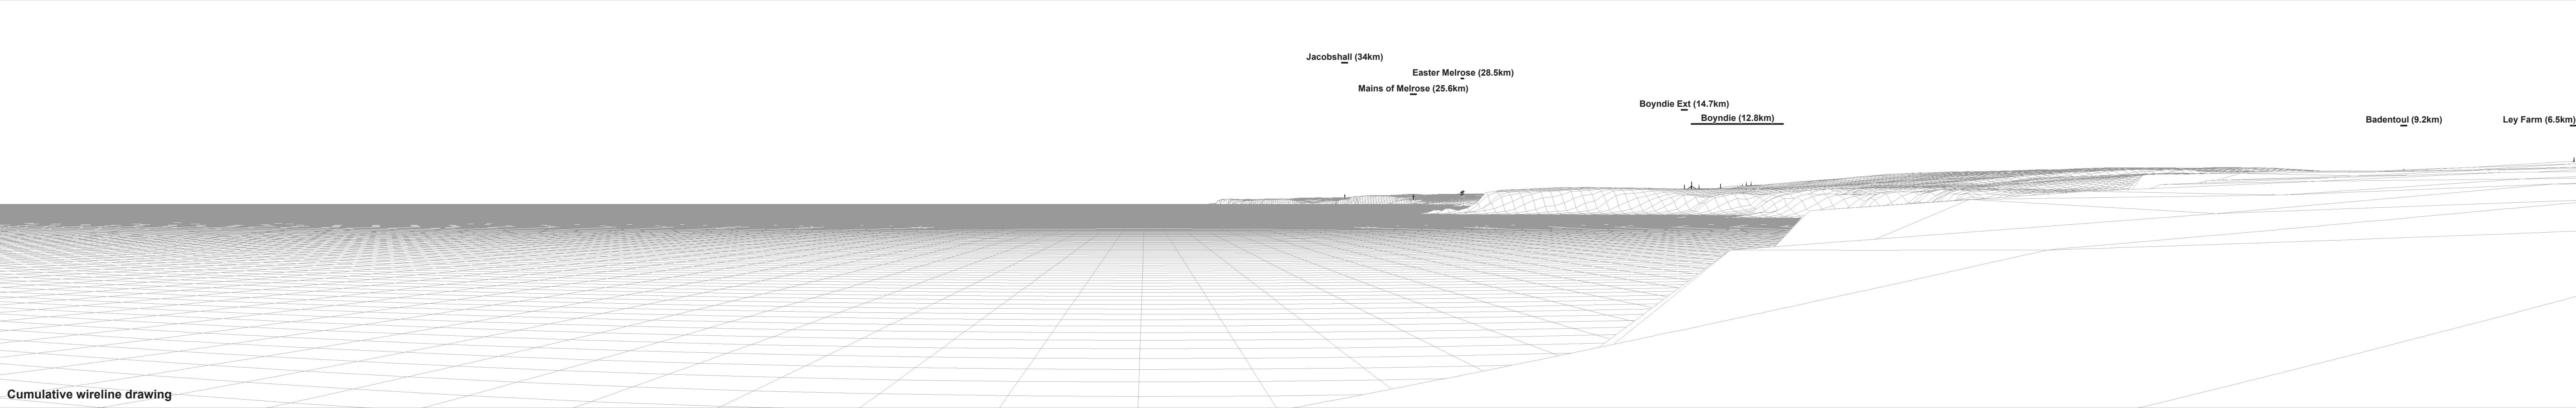 Jacobshall (34km)
Easter Melrose (28.5km)
Mains of Melrose (25.6km)
Boyndie Ext (14.7km)
Boyndie (12.8km)
Badentoul (9.2km)
Ley Farm (6.5km)
Cumulative wireline drawing